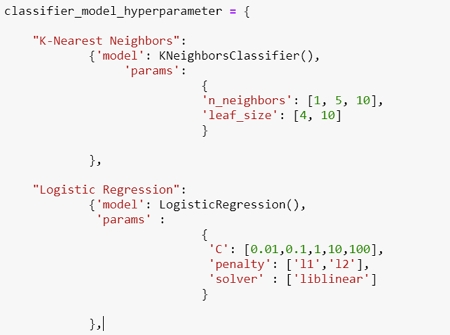 classifier_model_hyperparameter = {
"K-Nearest Neighbors":
{'model': KNeighborsClassifier(),
'params':
{
'n_neighbors': [1, 5, 10],
'leaf_size': [4, 10]
}
},
"Logistic Regression":
{'model': LogisticRegression(),
'params' :
{
'C': [0.01,0.1,1,10,100],
'penalty': ['l1','l2'],
'solver' : ['liblinear']
}
},